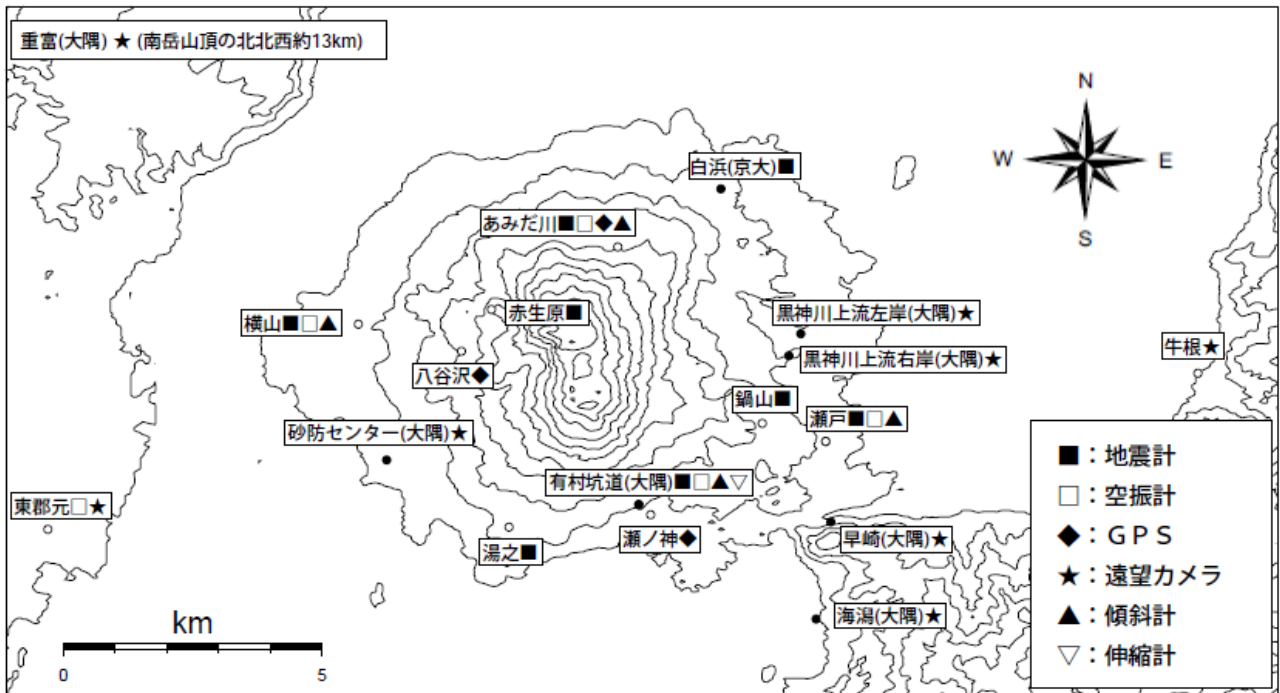 重富(大隅) ★ (南岳山頂の北北西約13km)
N
W
E
S
白浜(京大)■
あみだ川■□◆▲
赤生原■
横山■□▲
黒神川上流左岸(大隅)★
黒神川上流右岸(大隅)★
牛根★
八谷沢◆
鍋山■
瀬戸■□▲
砂防センター(大隅)★
有村坑道(大隅)■□▲▽
東郡元□★
湯之■
瀬ノ神◆
早崎(大隅)★
海潟(大隅)★
km
0
5
■：地震計
□：空振計
◆：ＧＰＳ
★：遠望カメラ
▲：傾斜計
▽：伸縮計